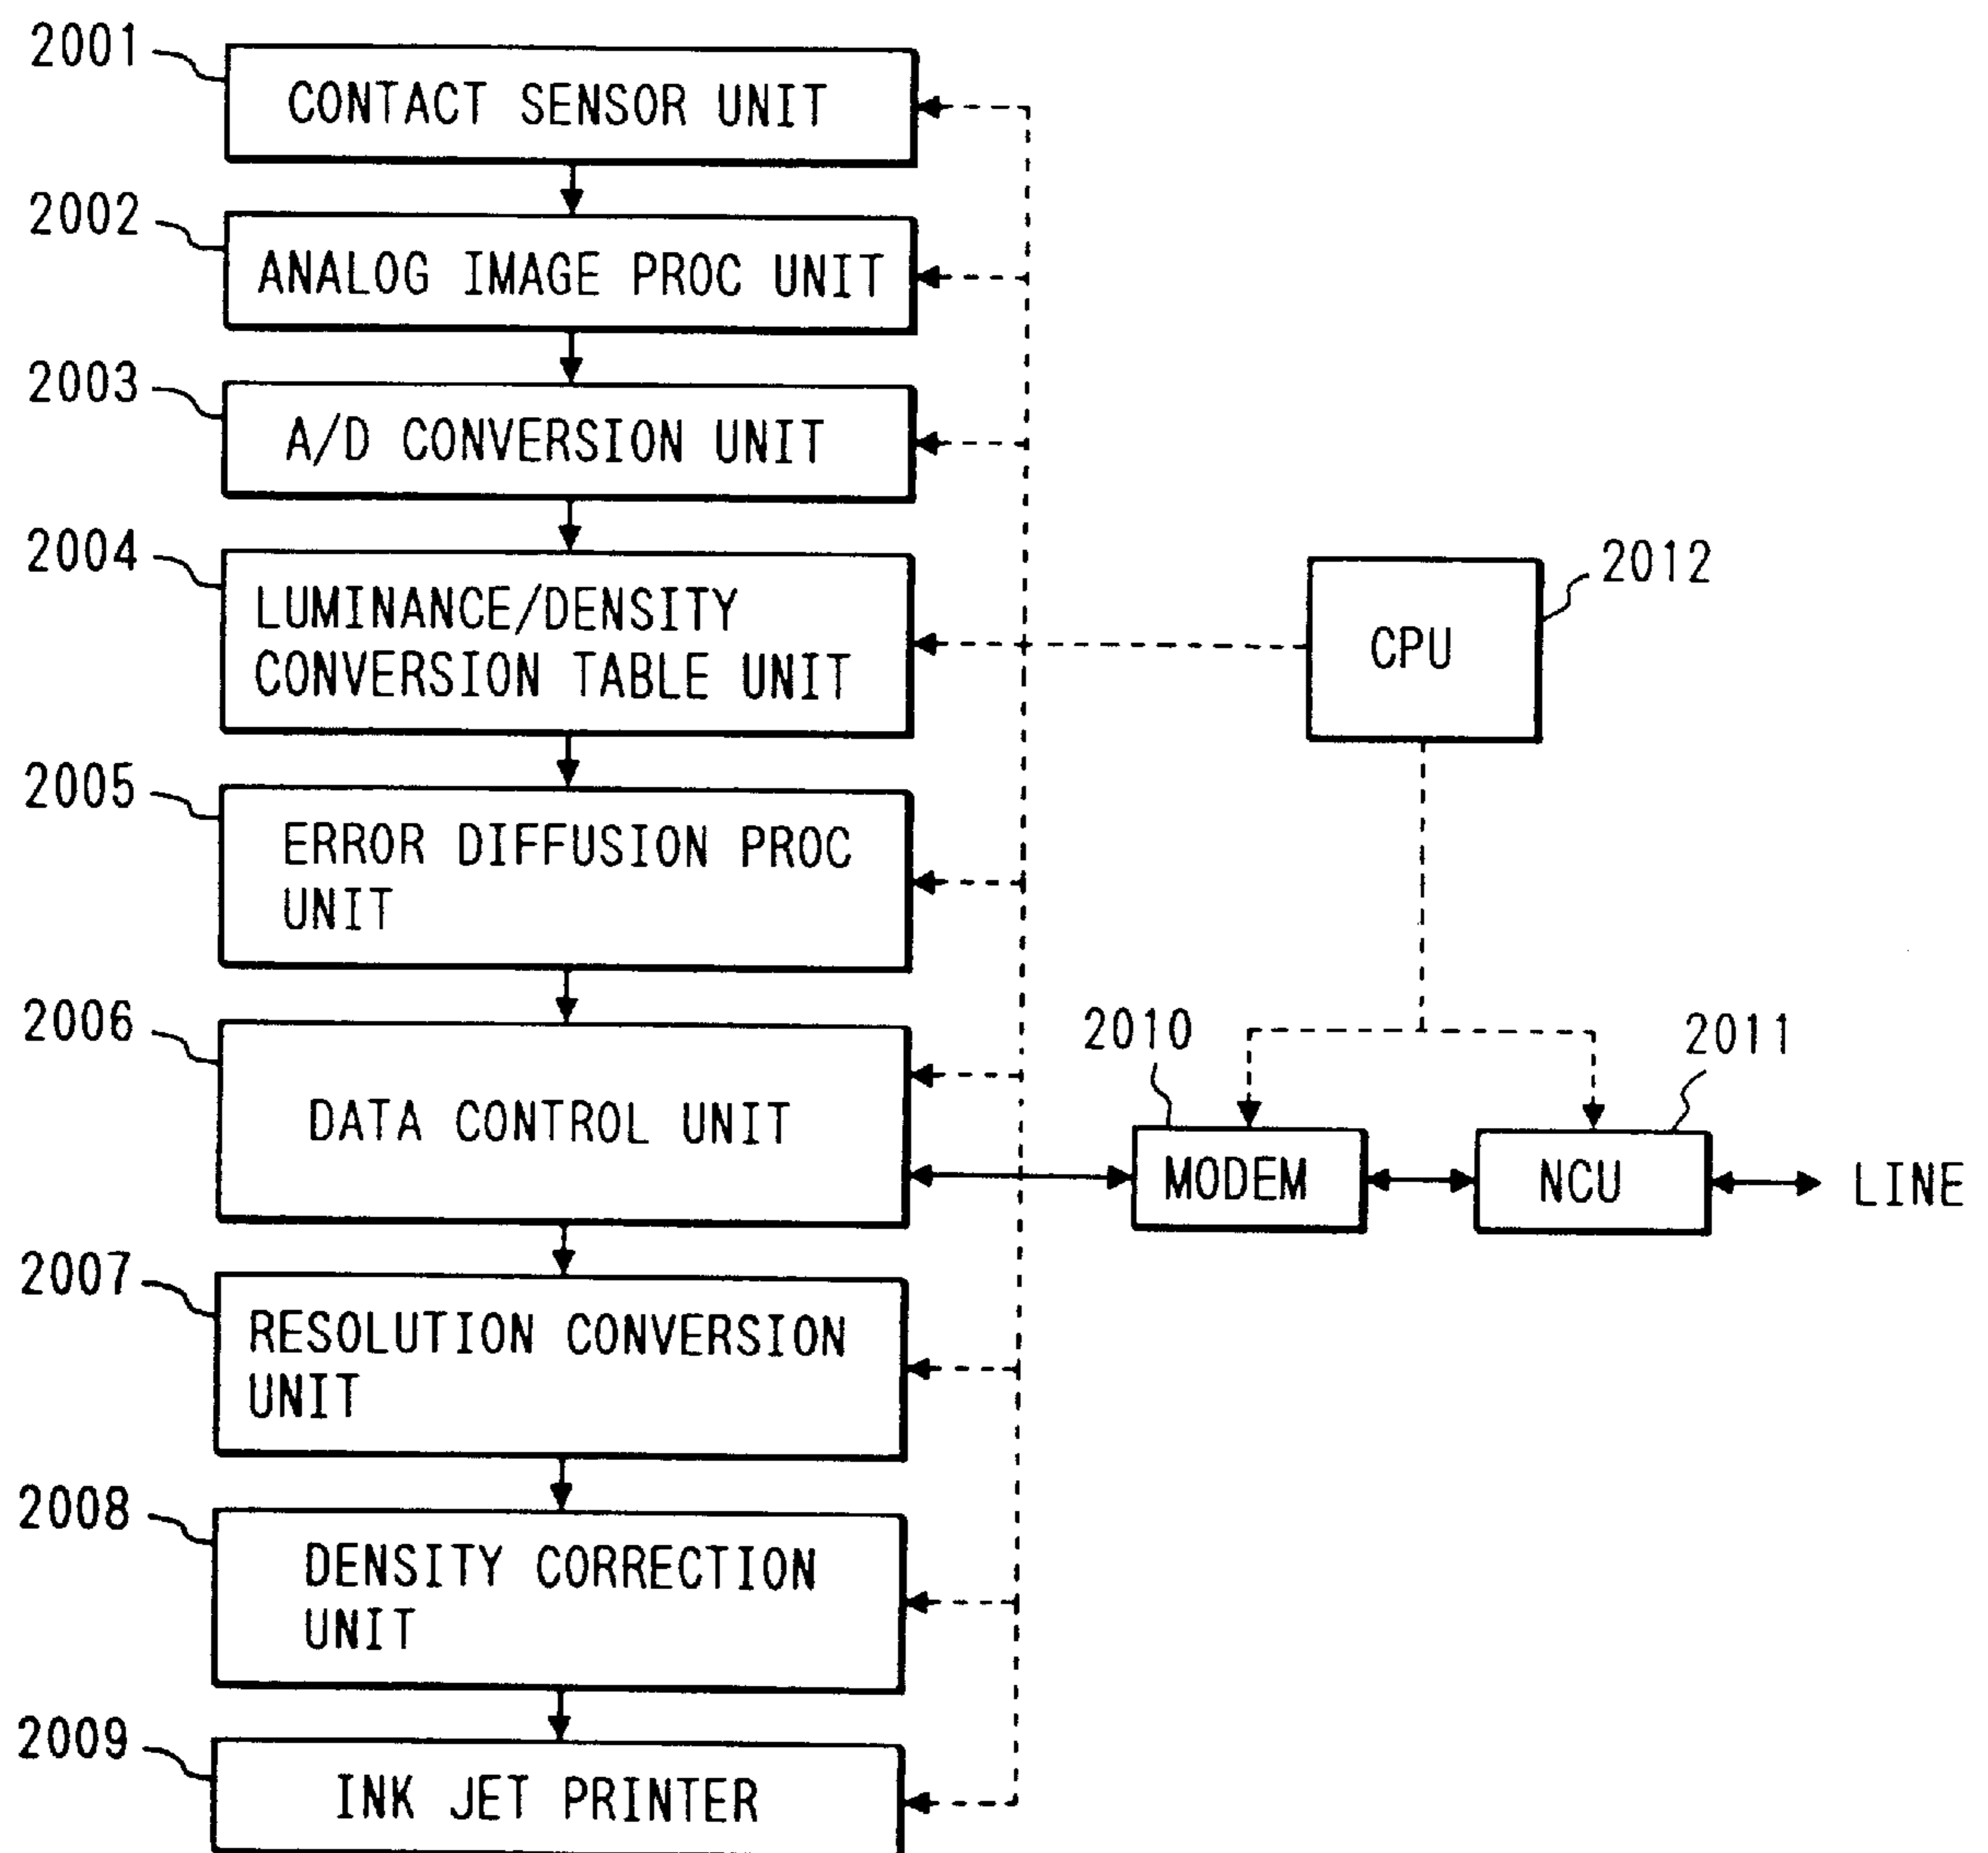 2001
CONTACT SENSOR UNIT
2002
ANALOG IMAGE PROC UNIT
2003
A/D CONVERSION UNIT
2004
LUMINANCE/DENSITY
CONVERSION TABLE UNIT
2012
CPU
2005
ERROR DIFFUSION PROC
UNIT
2006
DATA CONTROL UNIT
2010
MODEM
2011
NCU
LINE
2007
RESOLUTION CONVERSION
UNIT
2008
DENSITY CORRECTION
UNIT
2009
INK JET PRINTER